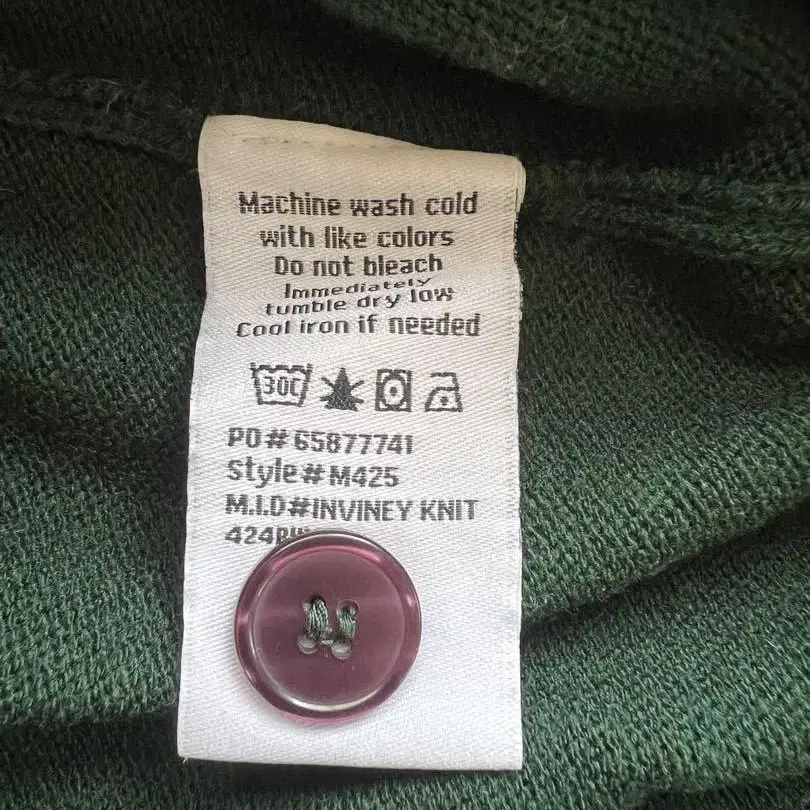 Machine wash cold
with like colors
Do not bleach
Immediately
tumble dry low
Cool iron if needed
30C
PO# 65877741
Style# M425
M.I.D#INVINEY KNIT